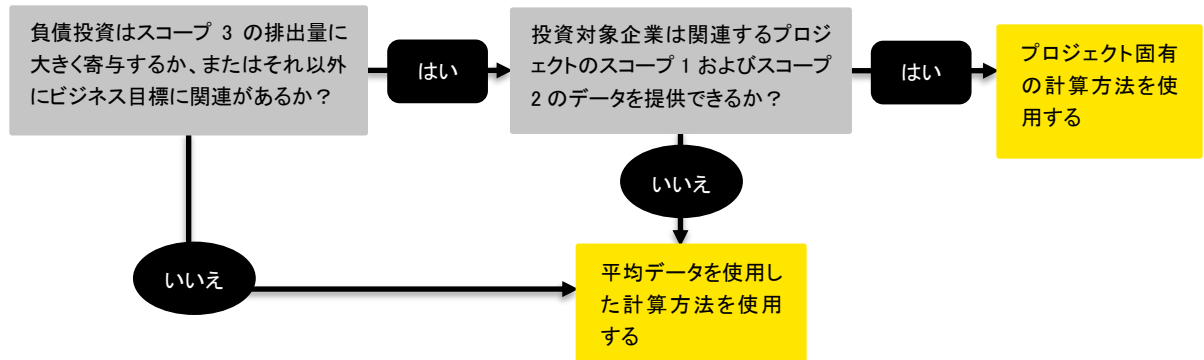 負債投資はスコープ 3 の排出量に
大きく寄与するか、またはそれ以外
にビジネス目標に関連があるか？
はい
投資対象企業は関連するプロジ
ェクトのスコープ 1 およびスコープ
2 のデータを提供できるか？
はい
プロジェクト固有
の計算方法を使
用する
いいえ
いいえ
平均データを使用し
た計算方法を使用
する